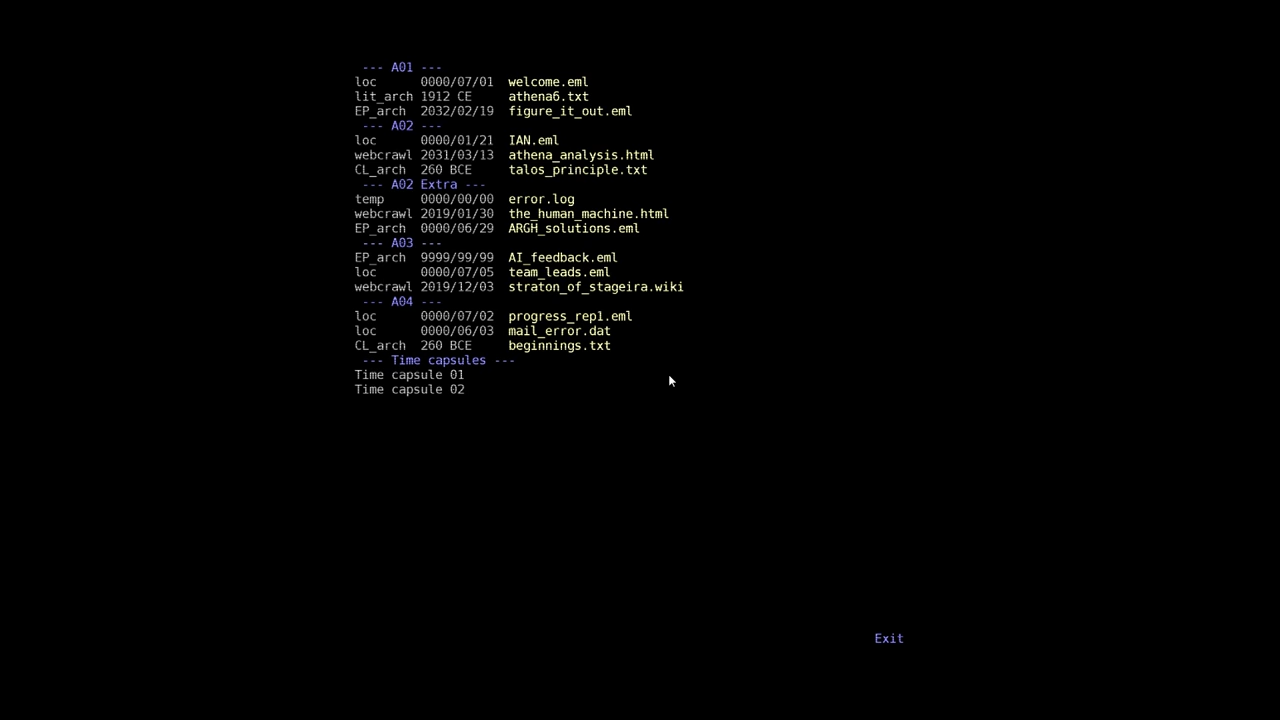 --- A01 ---
loc 0000/07/01 welcome.eml
lit_arch 1912 CE athena6.txt
EP_arch 2032/02/19 figure_it_out.eml
--- A02 ---
loc 0000/01/21 IAN.eml
webcrawl 2031/03/13 athena_analysis.html
CL_arch 260 BCE talos_principle.txt
--- A02 Extra ---
temp 0000/00/00 error.log
webcrawl 2019/01/30 the_human_machine.html
EP_arch 0000/06/29 ARGH_solutions.eml
--- A03 ---
EP_arch 9999/99/99 AI_feedback.eml
loc 0000/07/05 team_leads.eml
webcrawl 2019/12/03 straton_of_stageira.wiki
--- A04 ---
loc 0000/07/02 progress_rep1.eml
loc 0000/06/03 mail_error.dat
CL_arch 260 BCE beginnings.txt
--- Time capsules ---
Time capsule 01
Time capsule 02
Exit